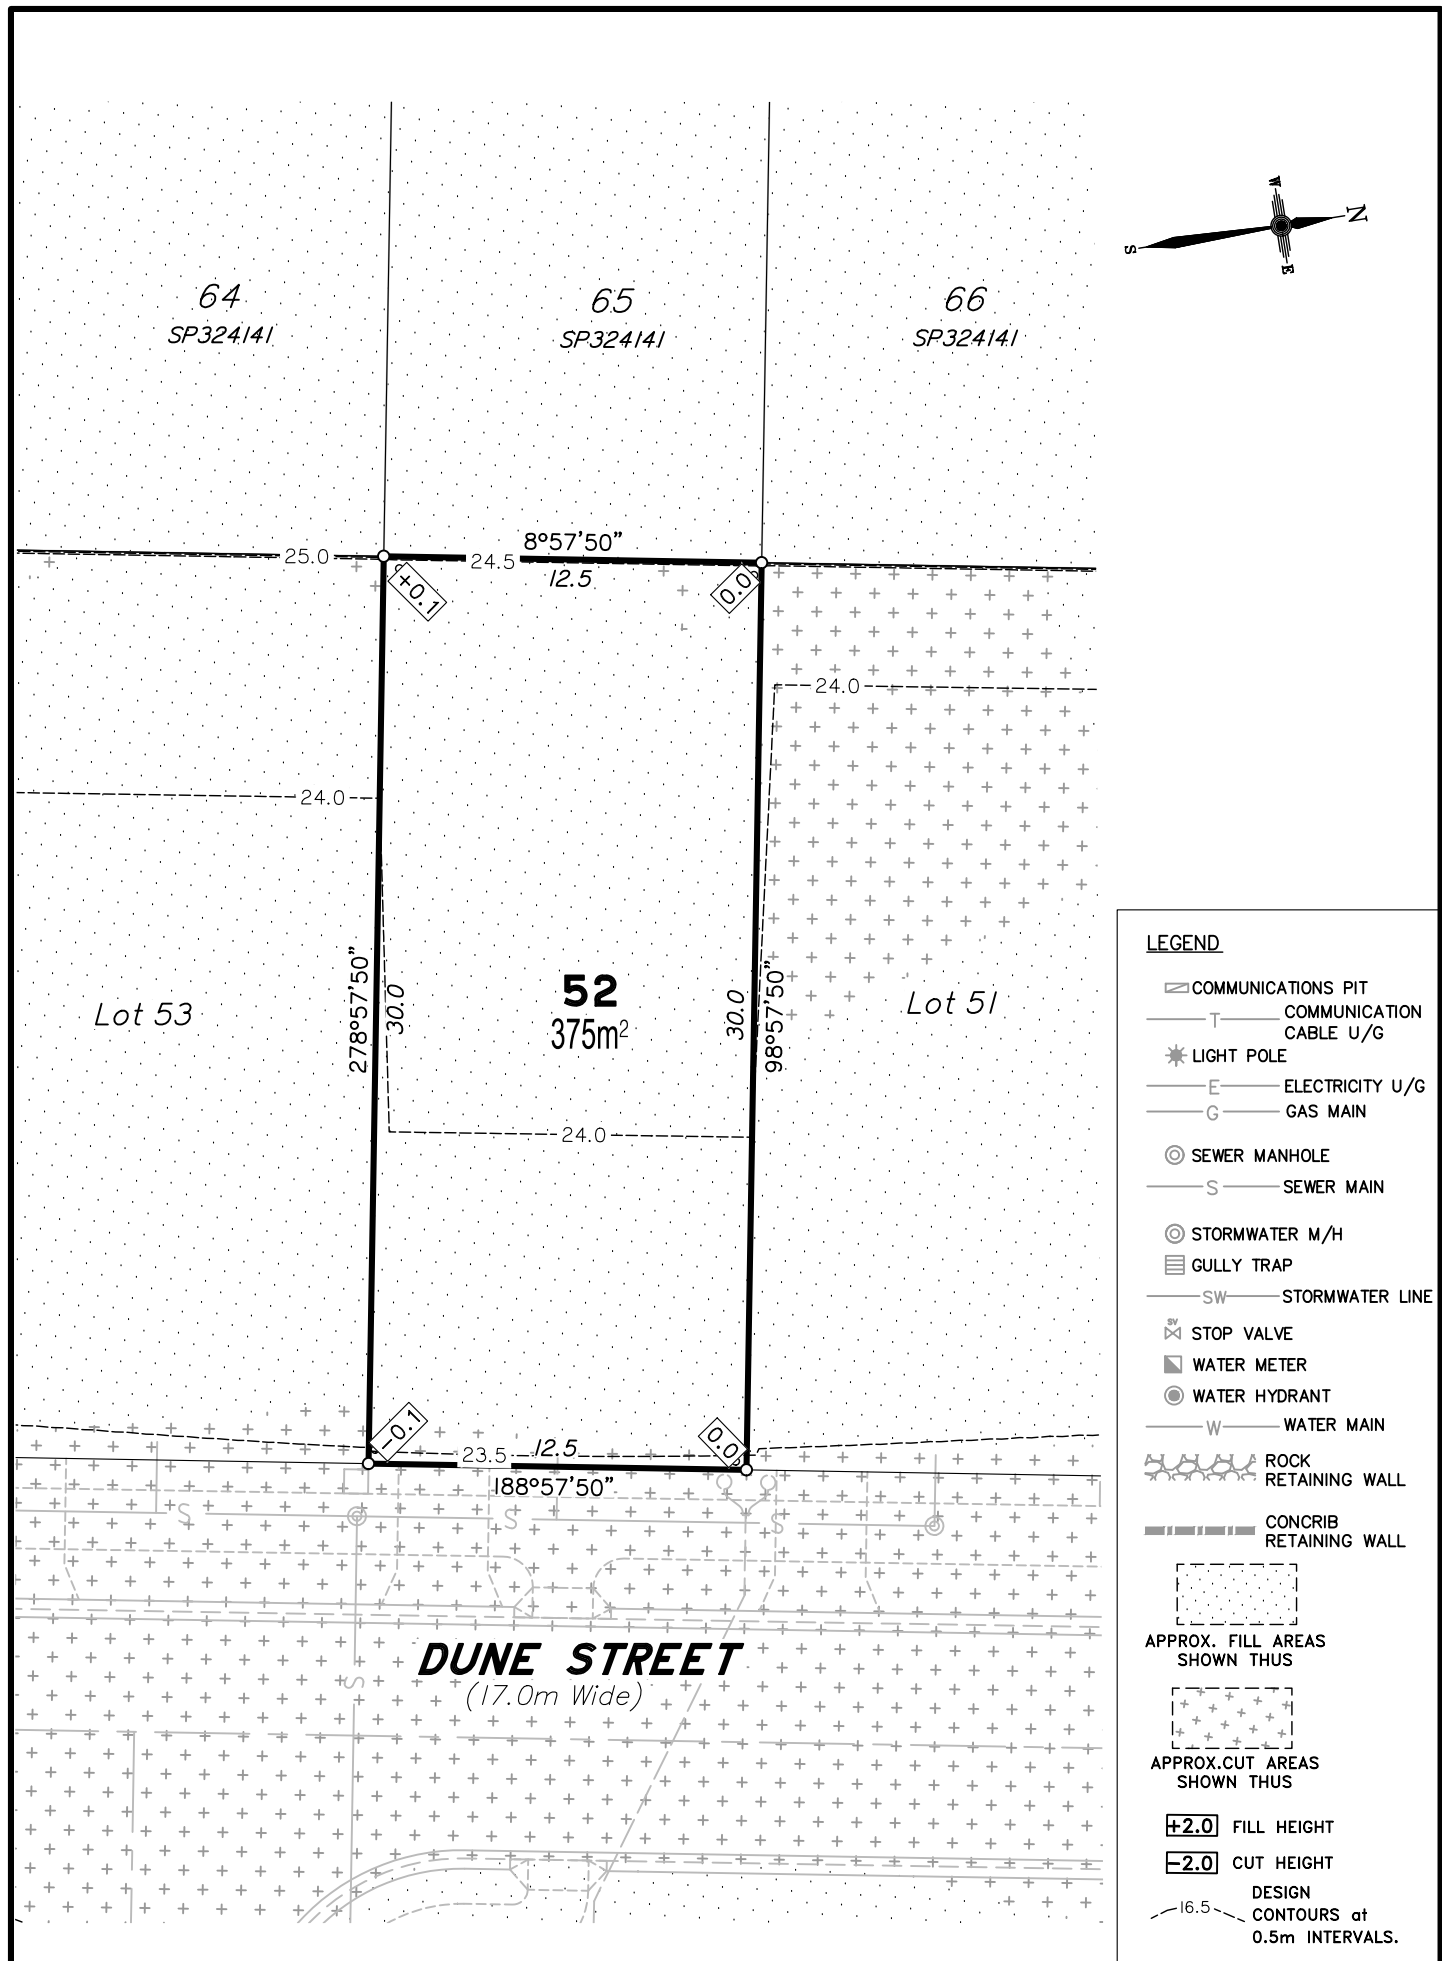 W
N
S
E
64
SP324141
65
SP324141
66
SP324141
25.0
24.5
8°57'50"
12.5
+0.1
0.0
24.0
24.0
278°57'50"
30.0
52
375m²
30.0
98°57'50"
Lot 53
Lot 51
24.0
-0.1
0.0
23.5
12.5
188°57'50"
S
S
S
S
DUNE STREET
(17.0m Wide)
LEGEND
COMMUNICATIONS PIT
T
COMMUNICATION
CABLE U/G
LIGHT POLE
E ELECTRICITY U/G
G GAS MAIN
SEWER MANHOLE
S SEWER MAIN
STORMWATER M/H
GULLY TRAP
SW STORMWATER LINE
SV
STOP VALVE
WATER METER
WATER HYDRANT
W WATER MAIN
ROCK
RETAINING WALL
CONCRIB
RETAINING WALL
APPROX. FILL AREAS
SHOWN THUS
APPROX.CUT AREAS
SHOWN THUS
+2.0 FILL HEIGHT
-2.0 CUT HEIGHT
16.5
DESIGN
CONTOURS at
0.5m INTERVALS.